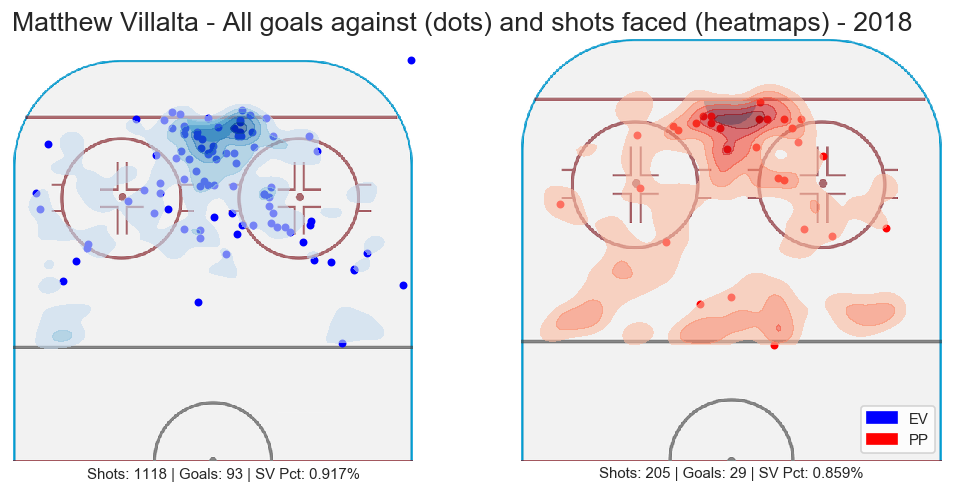 Matthew Villalta - All goals against (dots) and shots faced (heatmaps) - 2018
EV
PP
Shots: 1118 | Goals: 93 | SV Pct: 0.917%
Shots: 205 | Goals: 29 | SV Pct: 0.859%